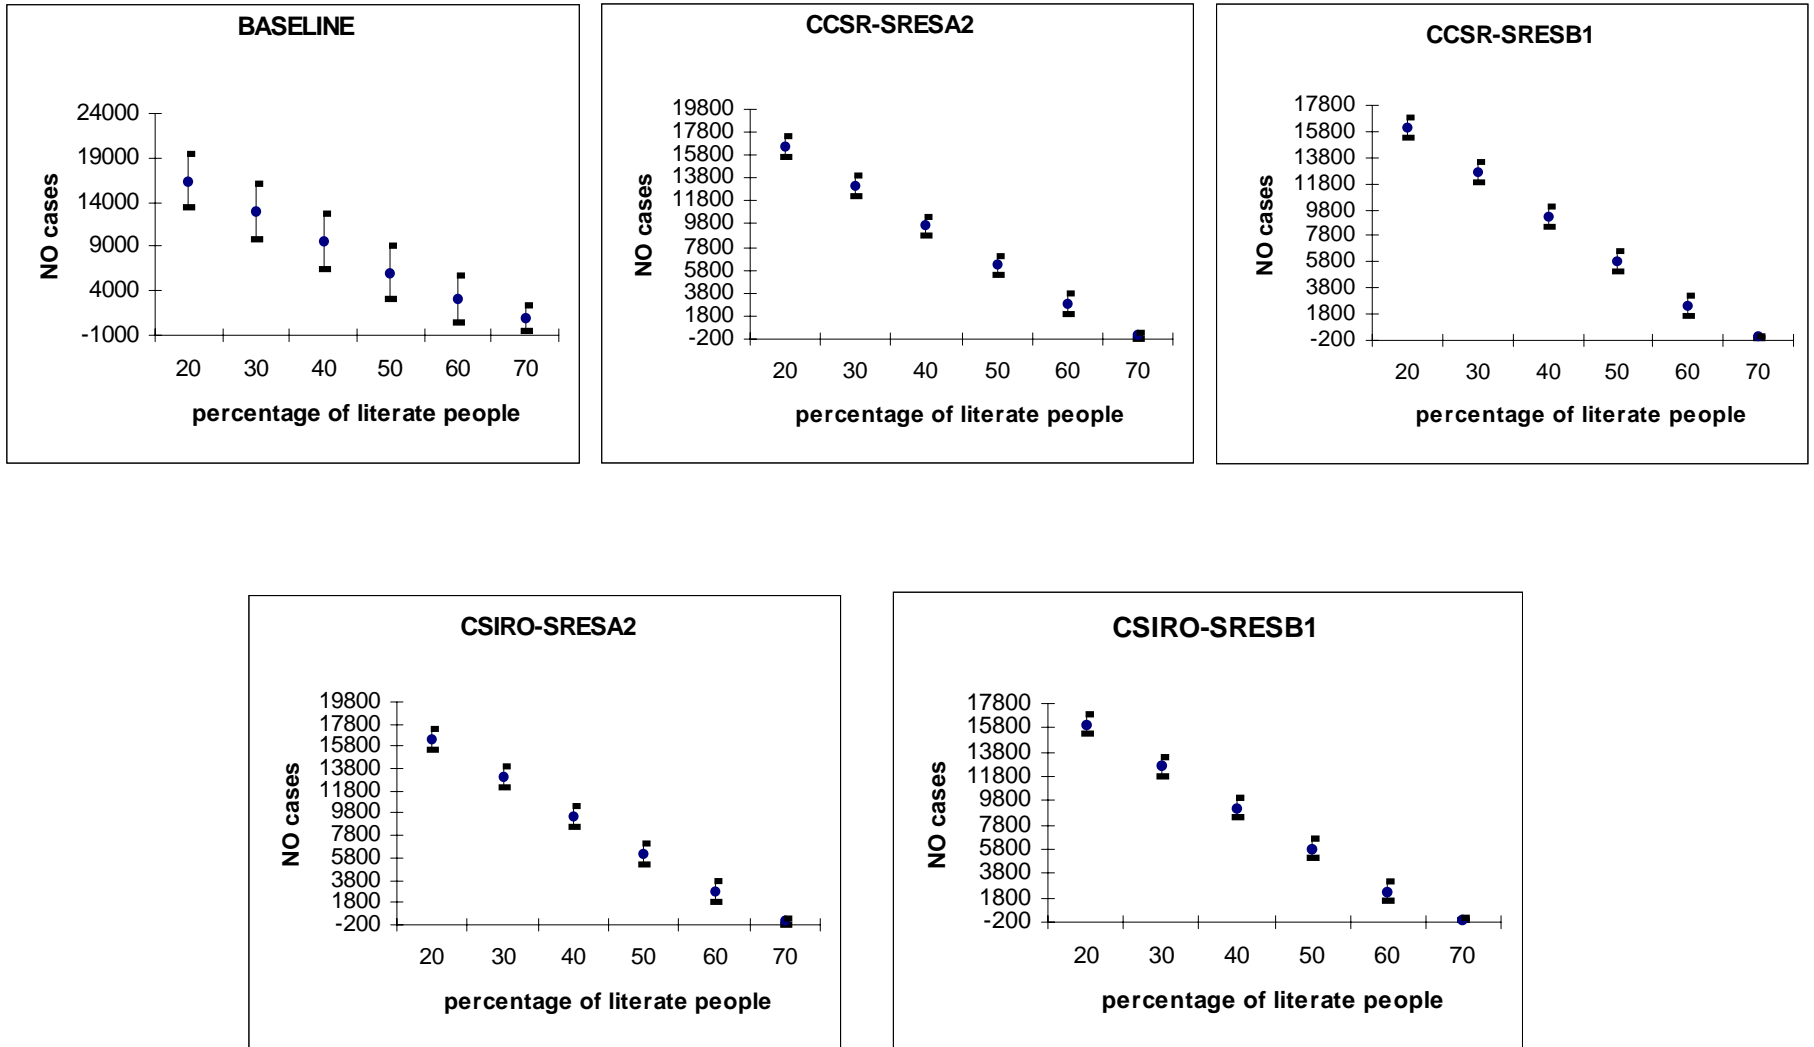 BASELINE
NO cases
24000
19000
14000
9000
4000
-1000
20 30 40 50 60 70
percentage of literate people
CCSR-SRESA2
NO cases
19800
17800
15800
13800
11800
9800
7800
5800
3800
1800
-200
20 30 40 50 60 70
percentage of literate people
CCSR-SRESB1
NO cases
17800
15800
13800
11800
9800
7800
5800
3800
1800
-200
20 30 40 50 60 70
percentage of literate people
CSIRO-SRESA2
NO cases
19800
17800
15800
13800
11800
9800
7800
5800
3800
1800
-200
20 30 40 50 60 70
percentage of literate people
CSIRO-SRESB1
NO cases
17800
15800
13800
11800
9800
7800
5800
3800
1800
-200
20 30 40 50 60 70
percentage of literate people